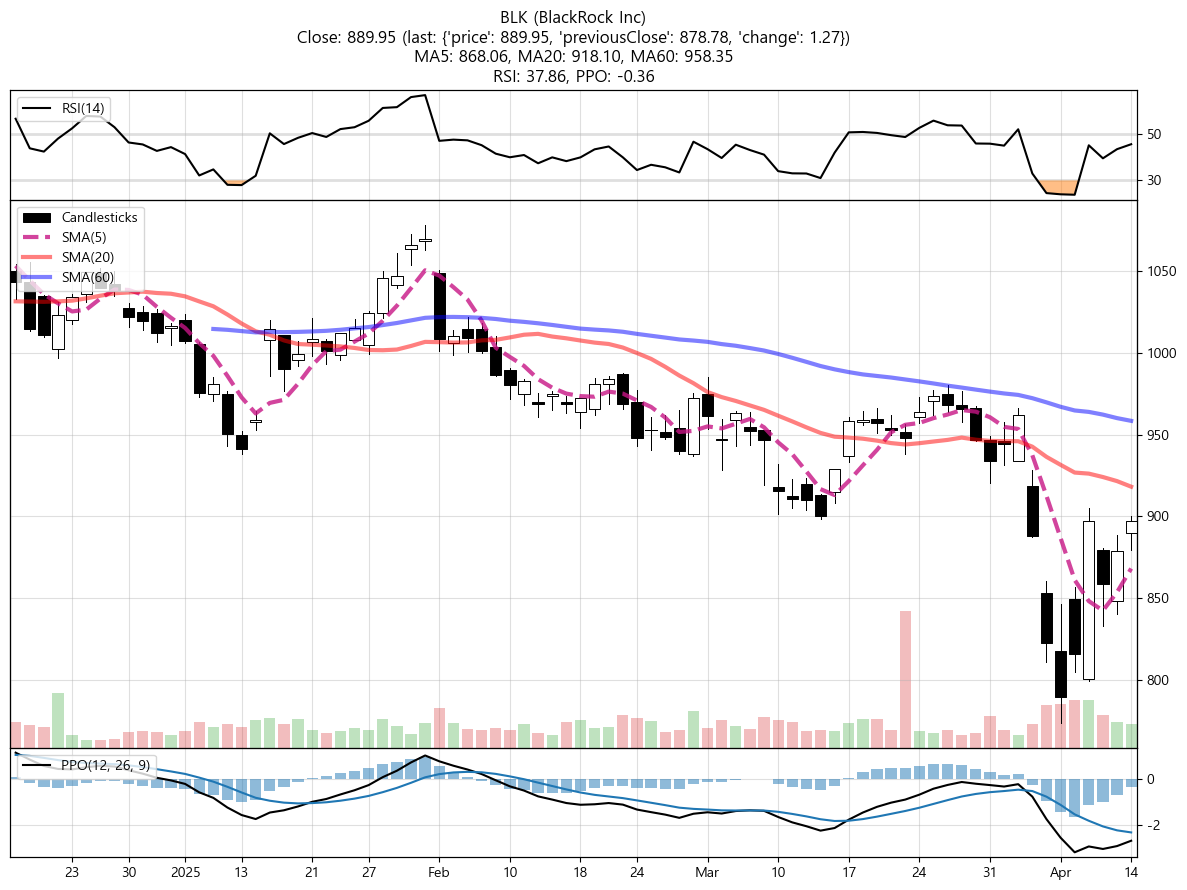 BLK (BlackRock Inc)
Close: 889.95 (last: {'price': 889.95, 'previousClose': 878.78, 'change': 1.27})
MA5: 868.06, MA20: 918.10, MA60: 958.35
RSI: 37.86, PPO: -0.36
RSI(14)
50
30
Candlesticks
SMA(5)
SMA(20)
SMA(60)
1050
1000
950
900
850
800
PPO(12, 26, 9)
0
-2
23 30 2025 13 21 27 Feb 10 18 24 Mar 10 17 24 31 Apr 14